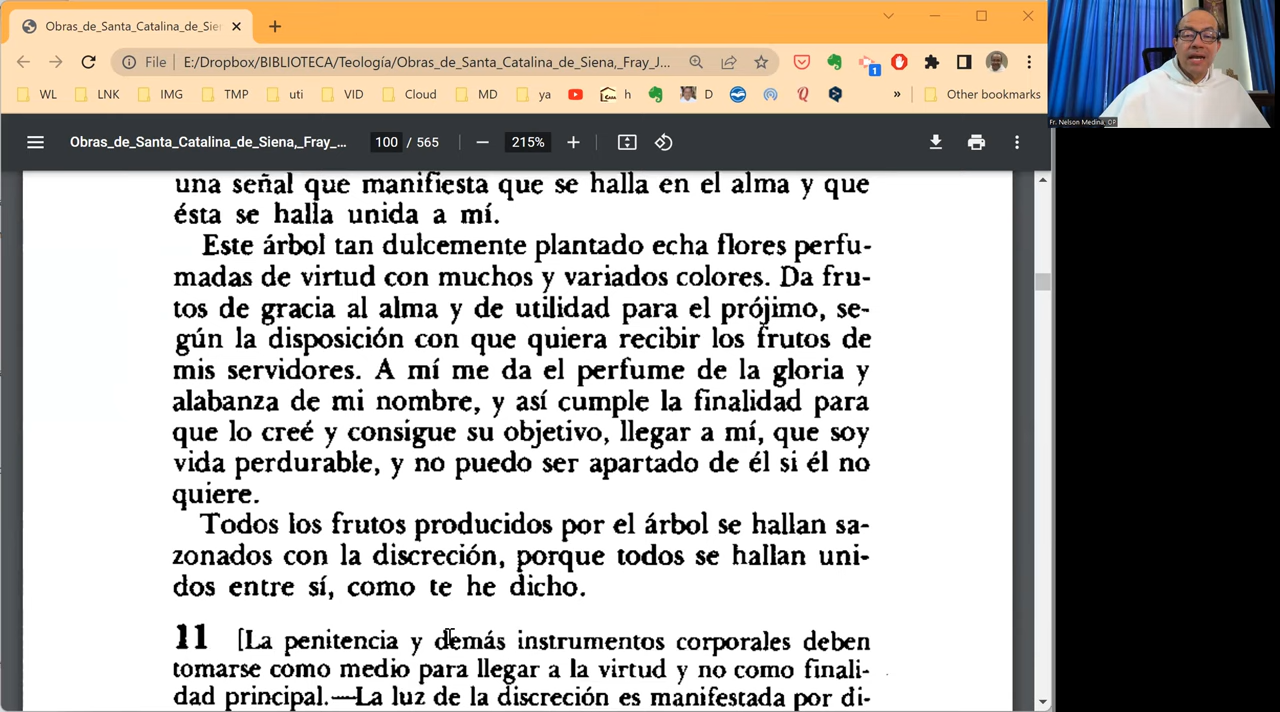 Obras_de_Santa_Catalina_de_Sie
File
E:/Dropbox/BIBLIOTECA/Teología/Obras_de_Santa_Catalina_de_Siena,_Fray_J...
1
WL LNK IMG TMP uti VID Cloud MD ya h D » Other bookmarks
Obras_de_Santa_Catalina_de_Siena,_Fray_... 100 / 565 215%
Fr. Nelson Medina, OP
una señal que manifiesta que se halla en el alma y que
ésta se halla unida a mí.
Este árbol tan dulcemente plantado echa flores perfu-
madas de virtud con muchos y variados colores. Da fru-
tos de gracia al alma y de utilidad para el prójimo, se-
gún la disposición con que quiera recibir los frutos de
mis servidores. A mí me da el perfume de la gloria y
alabanza de mi nombre, y así cumple la finalidad para
que lo creé y consigue su objetivo, llegar a mí, que soy
vida perdurable, y no puedo ser apartado de él si él no
quiere.
Todos los frutos producidos por el árbol se hallan sa-
zonados con la discreción, porque todos se hallan uni-
dos entre sí, como te he dicho.
11 [La penitencia y demás instrumentos corporales deben
tomarse como medio para llegar a la virtud y no como finali-
dad principal.—La luz de la discreción es manifestada por di-